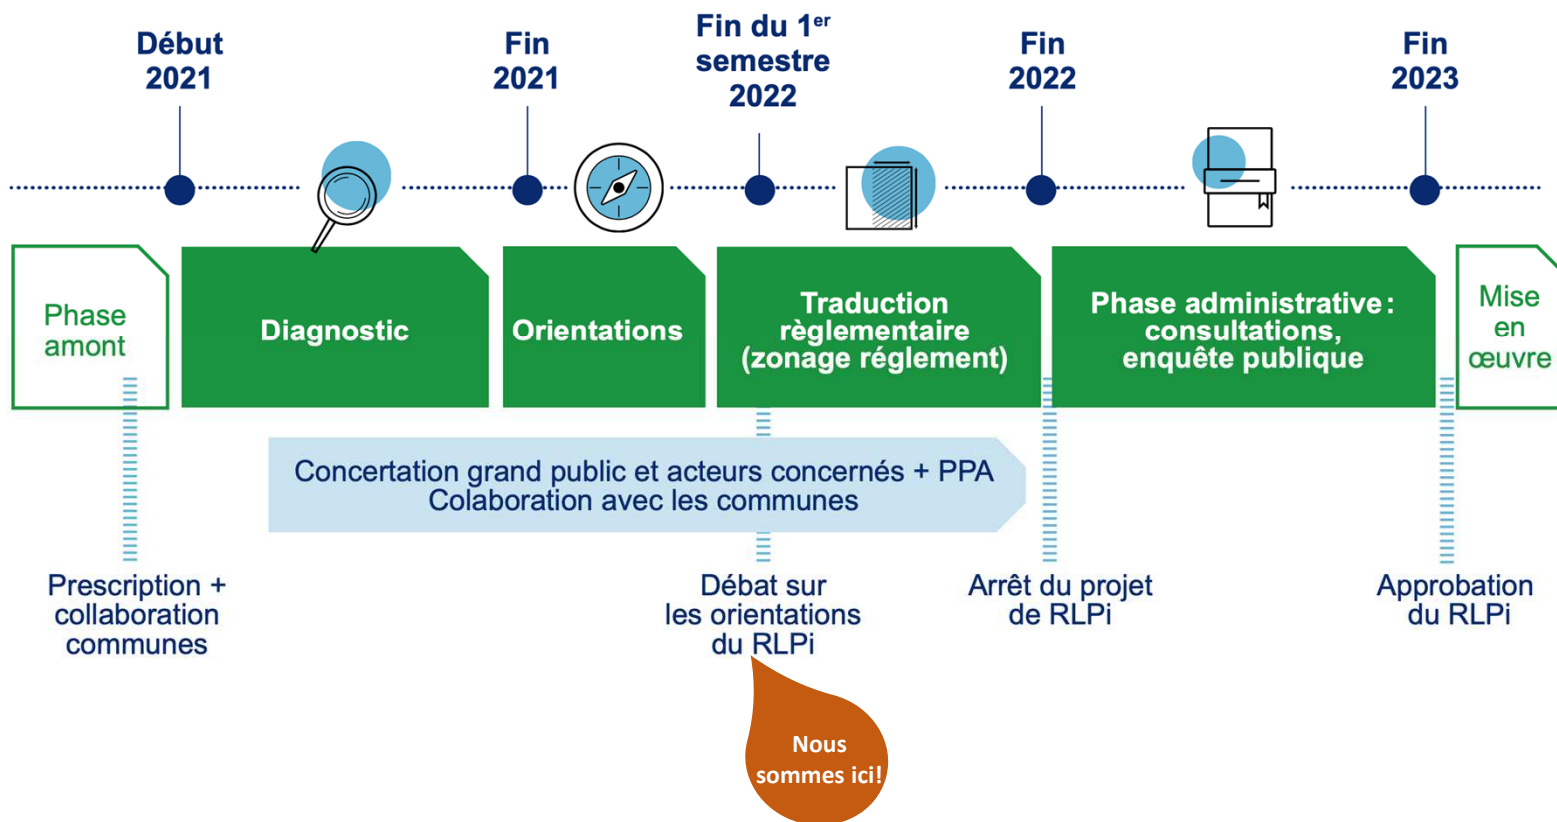 Début
2021
Fin
2021
Fin du 1er
semestre
2022
Fin
2022
Fin
2023
Phase
amont
Diagnostic
Orientations
Traduction
règlementaire
(zonage réglement)
Phase administrative :
consultations,
enquête publique
Mise
en
œuvre
Concertation grand public et acteurs concernés + PPA
Colaboration avec les communes
Prescription +
collaboration
communes
Débat sur
les orientations
du RLPi
Arrêt du projet
de RLPi
Approbation
du RLPi
Nous
sommes ici!